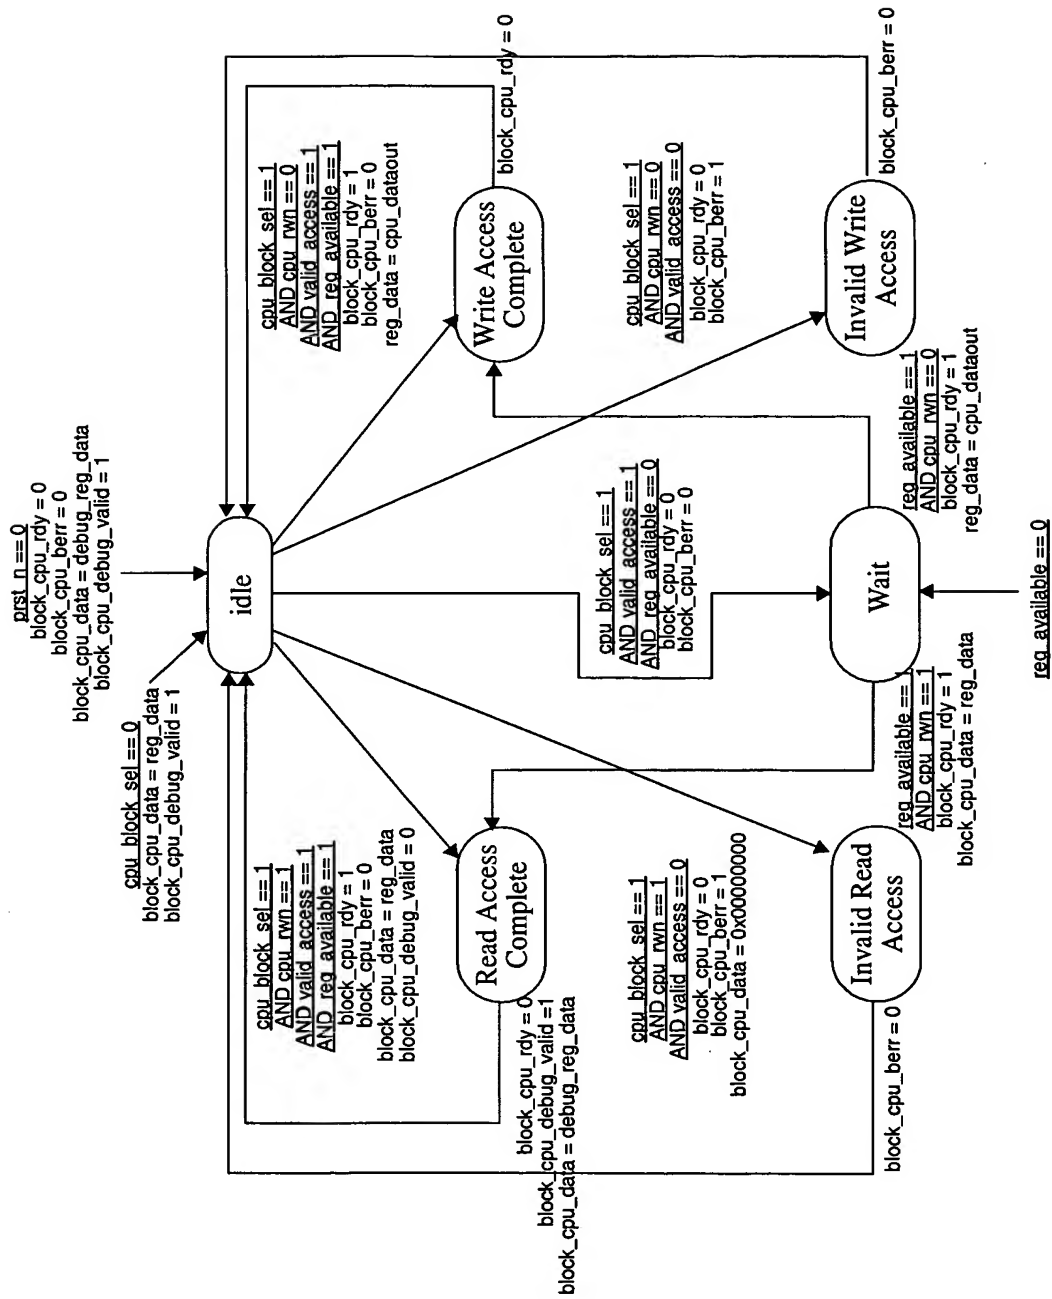 prst_n == 0
block_cpu_rdy = 0
block_cpu_berr = 0
block_cpu_data = debug_reg_data
block_cpu_debug_valid = 1
cpu_block_sel == 0
block_cpu_data = reg_data
block_cpu_debug_valid = 1
idle
cpu_block_sel == 1
AND cpu_rwn == 1
AND valid_access == 1
AND reg_available == 1
block_cpu_rdy = 1
block_cpu_berr = 0
block_cpu_data = reg_data
block_cpu_debug_valid = 0
cpu_block_sel == 1
AND cpu_rwn == 0
AND valid_access == 1
AND reg_available == 1
block_cpu_rdy = 1
block_cpu_berr = 0
reg_data = cpu_dataout
Read Access
Complete
block_cpu_rdy = 0
block_cpu_debug_valid =1
block_cpu_data = debug_reg_data
Write Access
Complete
block_cpu_rdy = 0
cpu_block_sel == 1
AND cpu_rwn == 1
AND valid_access == 0
block_cpu_rdy = 0
block_cpu_berr = 1
block_cpu_data = 0x00000000
cpu_block_sel == 1
AND valid_access == 1
AND reg_available == 0
block_cpu_rdy = 0
block_cpu_berr = 0
cpu_block_sel == 1
AND cpu_rwn == 0
AND valid_access == 0
block_cpu_rdy = 0
block_cpu_berr = 1
Invalid Read
Access
block_cpu_berr = 0
Wait
Invalid Write
Access
block_cpu_berr = 0
reg_available == 1
AND cpu_rwn == 1
block_cpu_rdy = 1
block_cpu_data = reg_data
reg_available == 1
AND cpu_rwn == 0
block_cpu_rdy = 1
reg_data = cpu_dataout
reg_available == 0